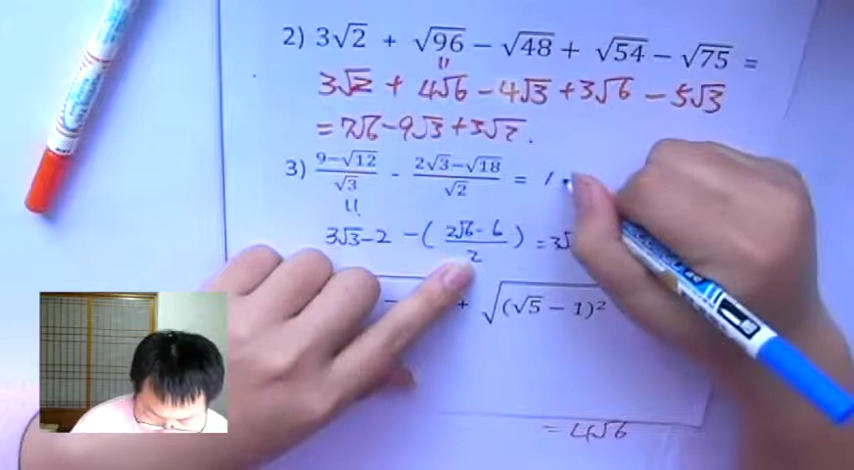 2) 3√2 + √96 − √48 + √54 − √75 =
3√2 + 4√6 − 4√3 + 3√6 − 5√3
= 7√6 − 9√3 + 3√2.
3) (9−√12)/√3 - (2√3−√18)/√2 = 1
3√3 − 2 − ( (2√6 - 6)/2 ) = 3√
+ √((√5 − 1)²
= 4√6